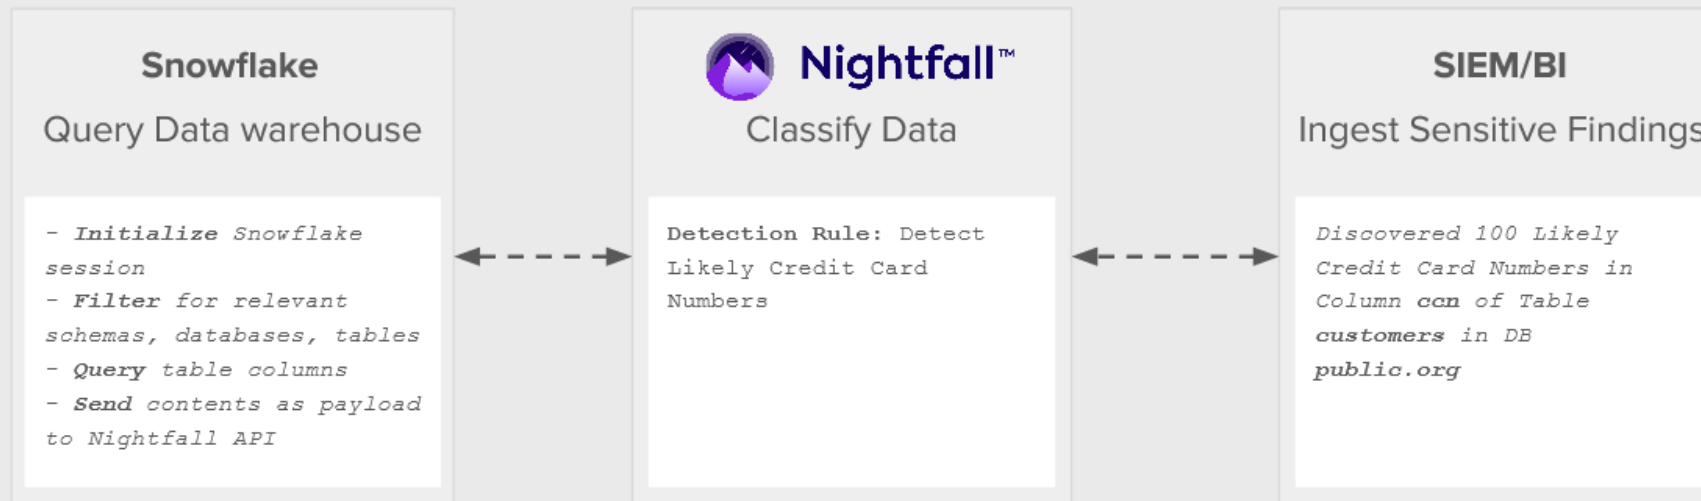 Snowflake
Query Data warehouse
- Initialize Snowflake
session
- Filter for relevant
schemas, databases, tables
- Query table columns
- Send contents as payload
to Nightfall API
Nightfall™
Classify Data
Detection Rule: Detect
Likely Credit Card
Numbers
SIEM/BI
Ingest Sensitive Findings
Discovered 100 Likely
Credit Card Numbers in
Column ccn of Table
customers in DB
public.org